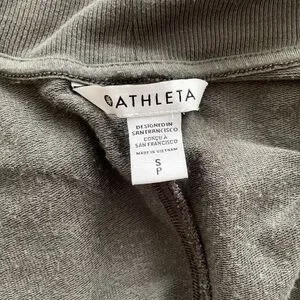 ATHLETA
DESIGNED IN
SAN FRANCISCO
CONÇU À
SAN FRANCISCO
MADE IN VIETNAM
S
P